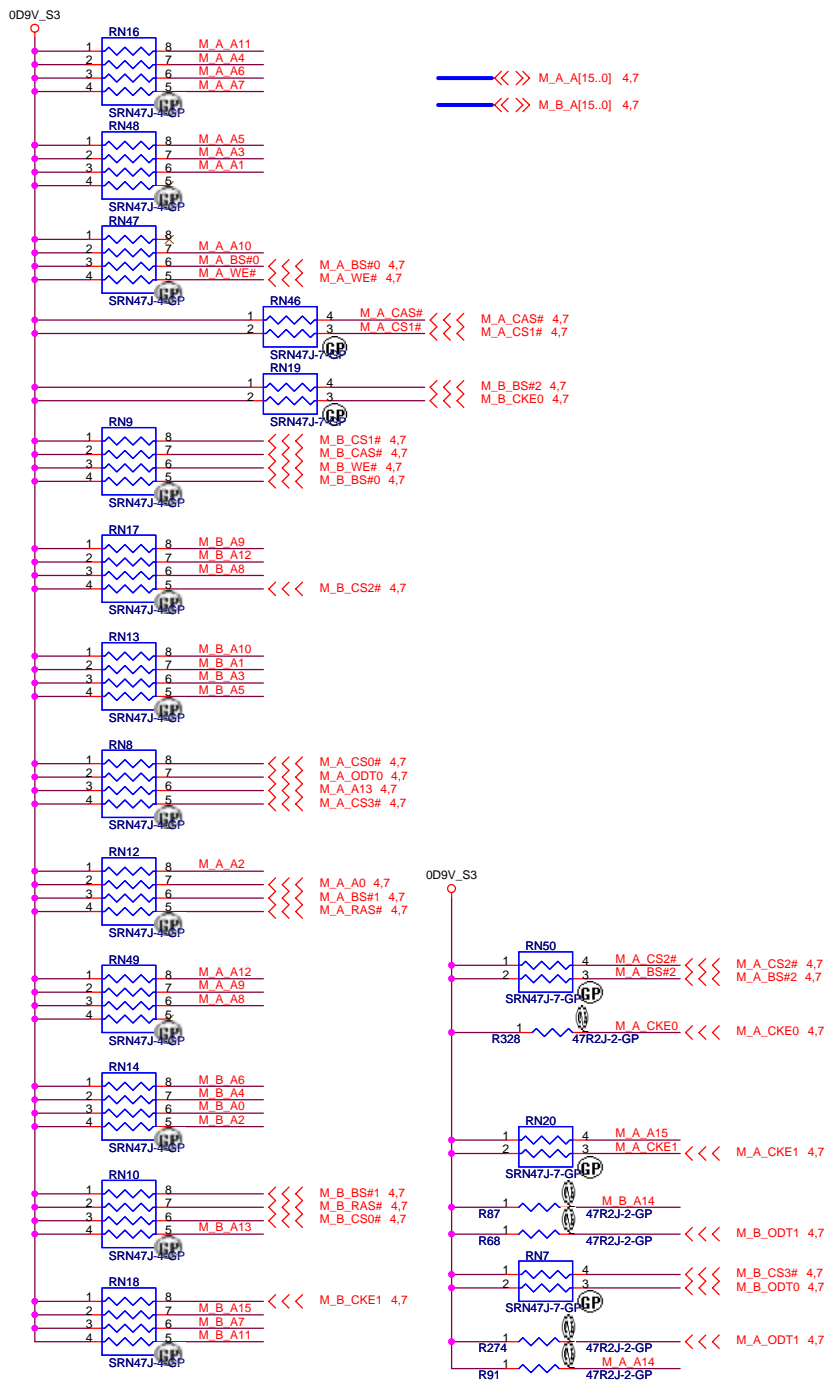 0D9V_S3
RN16
1 8 M_A_A11
2 7 M_A_A4
3 6 M_A_A6
4 5 M_A_A7
GP
SRN47J-4-GP
M_A_A[15..0] 4,7
M_B_A[15..0] 4,7
RN48
1 8 M_A_A5
2 7 M_A_A3
3 6 M_A_A1
4 5
GP
SRN47J-4-GP
RN47
1 8
2 7 M_A_A10
3 6 M_A_BS#0 M_A_BS#0 4,7
4 5 M_A_WE# M_A_WE# 4,7
GP
SRN47J-4-GP
RN46
1 4 M_A_CAS# M_A_CAS# 4,7
2 3 M_A_CS1# M_A_CS1# 4,7
GP
SRN47J-7-GP
RN19
1 4 M_B_BS#2 4,7
2 3 M_B_CKE0 4,7
GP
SRN47J-7-GP
RN9
1 8 M_B_CS1# 4,7
2 7 M_B_CAS# 4,7
3 6 M_B_WE# 4,7
4 5 M_B_BS#0 4,7
GP
SRN47J-4-GP
RN17
1 8 M_B_A9
2 7 M_B_A12
3 6 M_B_A8
4 5 M_B_CS2# 4,7
GP
SRN47J-4-GP
RN13
1 8 M_B_A10
2 7 M_B_A1
3 6 M_B_A3
4 5 M_B_A5
GP
SRN47J-4-GP
RN8
1 8 M_A_CS0# 4,7
2 7 M_A_ODT0 4,7
3 6 M_A_A13 4,7
4 5 M_A_CS3# 4,7
GP
SRN47J-4-GP
RN12
1 8 M_A_A2
2 7 M_A_A0 4,7
3 6 M_A_BS#1 4,7
4 5 M_A_RAS# 4,7
GP
SRN47J-4-GP
RN49
1 8 M_A_A12
2 7 M_A_A9
3 6 M_A_A8
4 5
GP
SRN47J-4-GP
RN14
1 8 M_B_A6
2 7 M_B_A4
3 6 M_B_A0
4 5 M_B_A2
GP
SRN47J-4-GP
RN10
1 8 M_B_BS#1 4,7
2 7 M_B_RAS# 4,7
3 6 M_B_CS0# 4,7
4 5 M_B_A13
GP
SRN47J-4-GP
RN18
1 8 M_B_CKE1 4,7
2 7 M_B_A15
3 6 M_B_A7
4 5 M_B_A11
GP
SRN47J-4-GP
0D9V_S3
RN50
1 4 M_A_CS2# M_A_CS2# 4,7
2 3 M_A_BS#2 M_A_BS#2 4,7
GP
SRN47J-7-GP
1 M_A_CKE0 M_A_CKE0 4,7
R328 47R2J-2-GP
RN20
1 4 M_A_A15
2 3 M_A_CKE1 M_A_CKE1 4,7
GP
SRN47J-7-GP
1 M_B_A14
R87 47R2J-2-GP
1 M_B_ODT1 4,7
R68 47R2J-2-GP
RN7
1 4 M_B_CS3# 4,7
2 3 M_B_ODT0 4,7
GP
SRN47J-7-GP
1 M_A_ODT1 4,7
R274 47R2J-2-GP
1 M_A_A14
R91 47R2J-2-GP